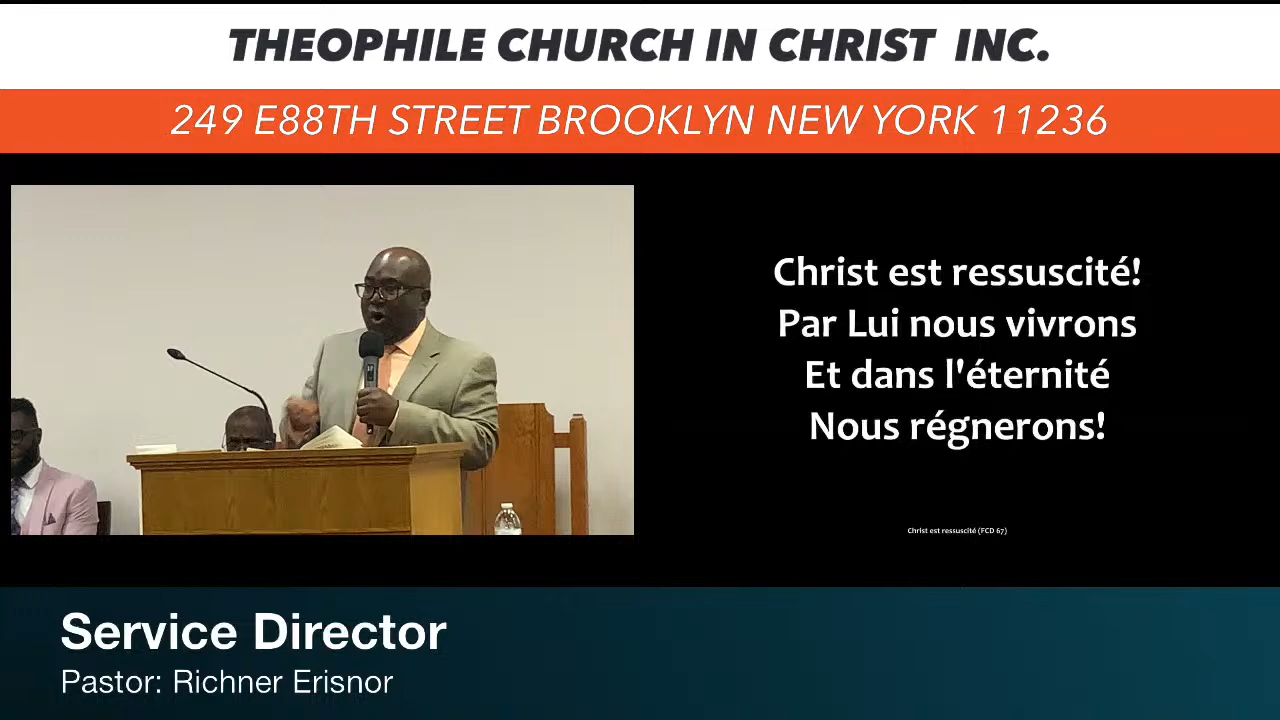 THEOPHILE CHURCH IN CHRIST INC.
249 E88TH STREET BROOKLYN NEW YORK 11236
Christ est ressuscité!
Par Lui nous vivrons
Et dans l'éternité
Nous régnerons!
Christ est ressuscité (FCD 67)
Service Director
Pastor: Richner Erisnor